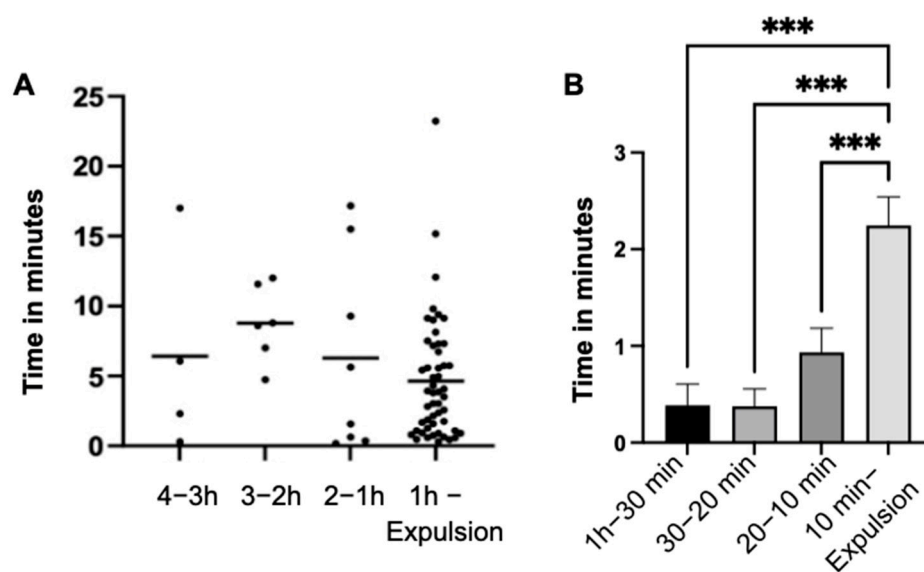 A
Time in minutes
25
20
15
10
5
0
4–3h
3–2h
2–1h
1h –
Expulsion
B
***
***
***
Time in minutes
3
2
1
0
1h–30 min
30–20 min
20–10 min
10 min–
Expulsion